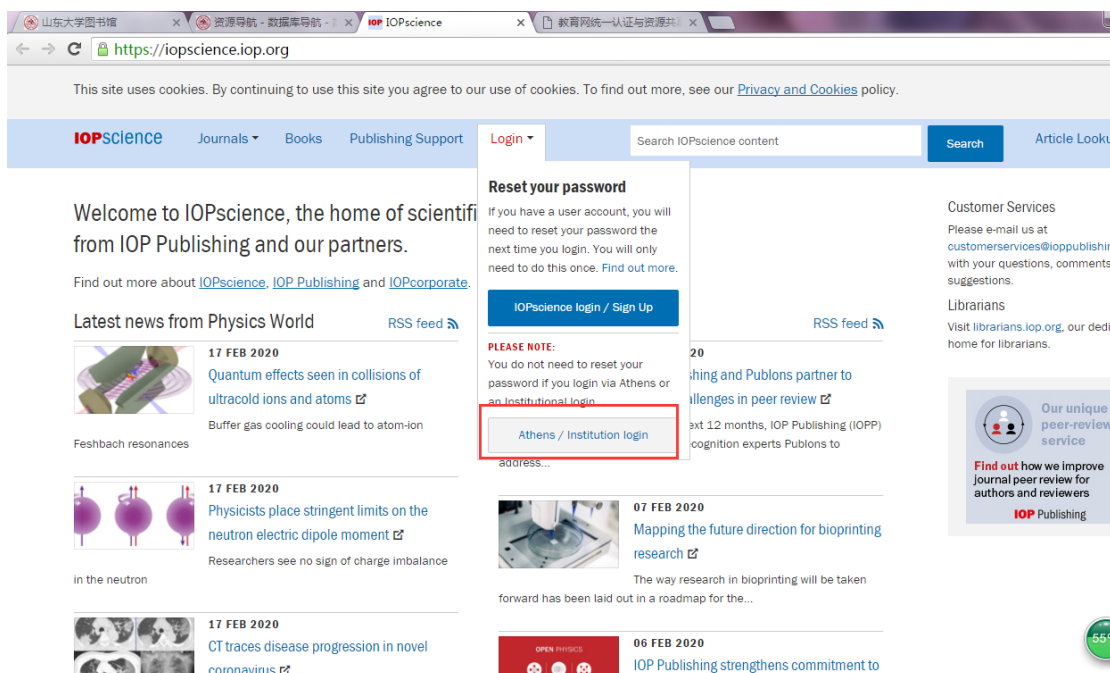 山东大学图书馆
资源导航 - 数据库导航 -
IOPscience
教育网统一认证与资源共
https://iopscience.iop.org
This site uses cookies. By continuing to use this site you agree to our use of cookies. To find out more, see our Privacy and Cookies policy.
IOPscience Journals Books Publishing Support Login Search IOPscience content Search Article Looku
Reset your password
If you have a user account, you will
need to reset your password the
next time you login. You will only
need to do this once. Find out more.
IOPscience login / Sign Up
PLEASE NOTE:
You do not need to reset your
password if you login via Athens or
an Institutional login
Athens / Institution login
Welcome to IOPscience, the home of scientifi
from IOP Publishing and our partners.
Find out more about IOPscience, IOP Publishing and IOPcorporate.
Latest news from Physics World RSS feed
17 FEB 2020
Quantum effects seen in collisions of
ultracold ions and atoms
Buffer gas cooling could lead to atom-ion
Feshbach resonances
17 FEB 2020
Physicists place stringent limits on the
neutron electric dipole moment
Researchers see no sign of charge imbalance
in the neutron
17 FEB 2020
CT traces disease progression in novel
coronavirus
RSS feed
20
shing and Publons partner to
allenges in peer review
ext 12 months, IOP Publishing (IOPP)
cognition experts Publons to
address...
07 FEB 2020
Mapping the future direction for bioprinting
research
The way research in bioprinting will be taken
forward has been laid out in a roadmap for the...
OPEN PHYSICS
06 FEB 2020
IOP Publishing strengthens commitment to
Customer Services
Please e-mail us at
customerservices@ioppublishin
with your questions, comments
suggestions.
Librarians
Visit librarians.iop.org, our dedi
home for librarians.
Our unique
peer-review
service
Find out how we improve
journal peer review for
authors and reviewers
IOP Publishing
55%